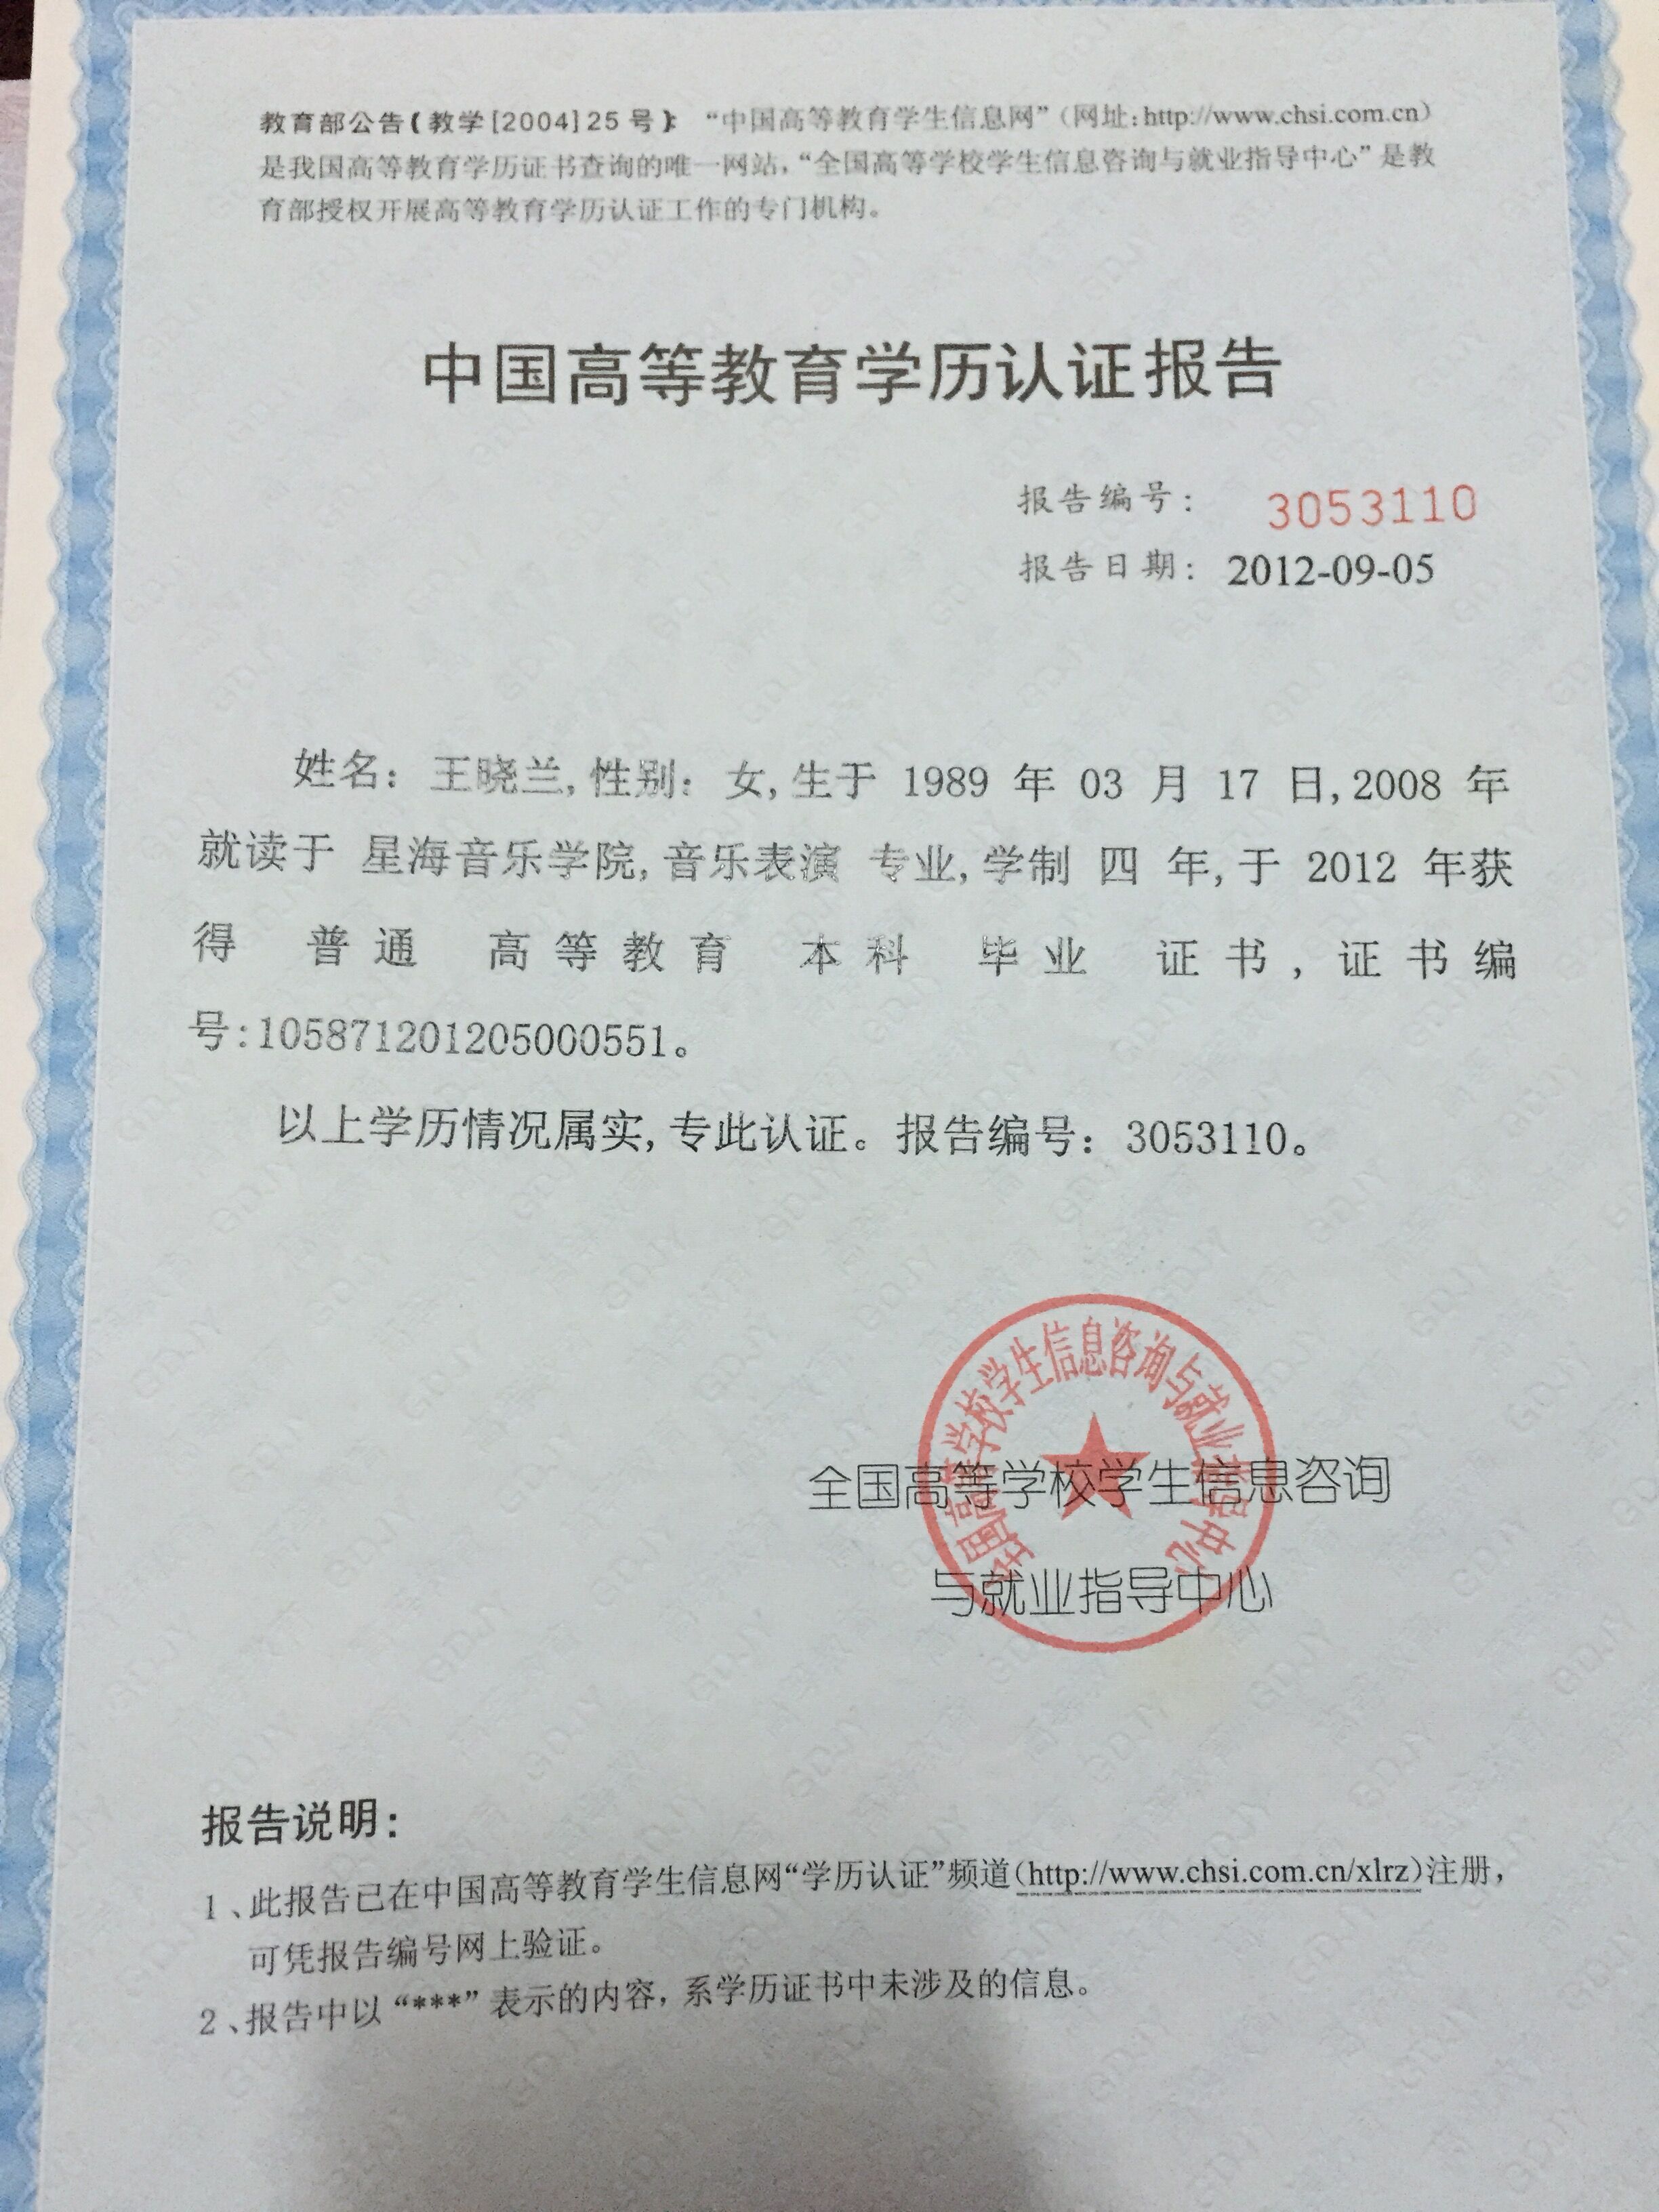 教育部公告(教学[2004]25号): “中国高等教育学生信息网”(网址:http://www.chsi.com.cn)
是我国高等教育学历证书查询的唯一网站,“全国高等学校学生信息咨询与就业指导中心”是教
育部授权开展高等教育学历认证工作的专门机构。
中国高等教育学历认证报告
报告编号: 3053110
报告日期: 2012-09-05
姓名: 王晓兰,性别: 女,生于 1989 年 03 月 17 日,2008 年
就读于 星海音乐学院,音乐表演 专业,学制 四 年,于 2012 年获
得 普通 高等教育 本科 毕业 证书,证书编
号:105871201205000551。
以上学历情况属实,专此认证。报告编号: 3053110。
全国高等学校学生信息咨询与就业指导中心
全国高等学校学生信息咨询
与就业指导中心
报告说明:
1、此报告已在中国高等教育学生信息网“学历认证”频道(http://www.chsi.com.cn/xlrz)注册,
可凭报告编号网上验证。
2、报告中以“***”表示的内容,系学历证书中未涉及的信息。